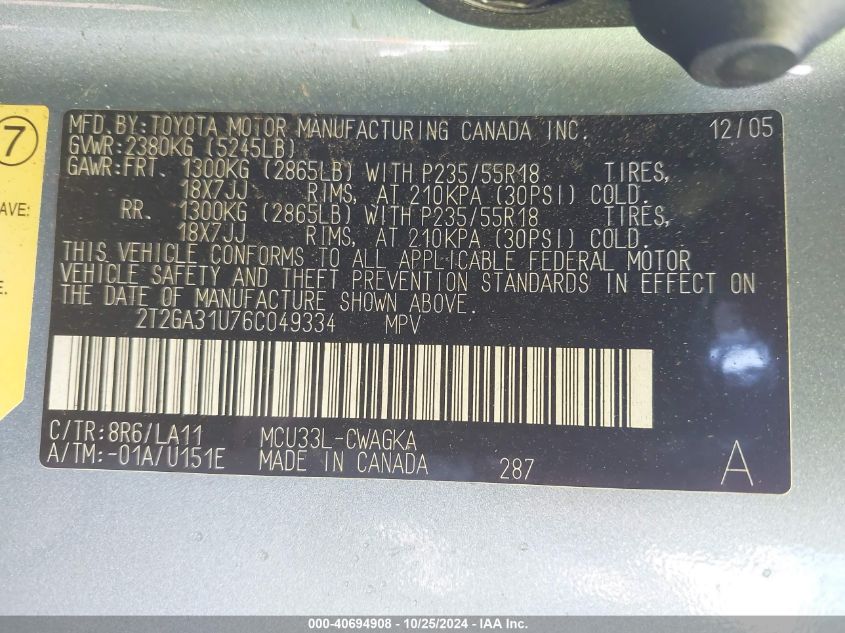 7
AVE:
E.
MFD.BY:TOYOTA MOTOR MANUFACTURING CANADA INC. 12/05
GVWR:2380KG (5245LB)
GAWR:FRT. 1300KG (2865LB) WITH P235/55R18 TIRES,
18X7JJ RIMS, AT 210KPA (30PSI) COLD.
RR. 1300KG (2865LB) WITH P235/55R18 TIRES,
18X7JJ RIMS, AT 210KPA (30PSI) COLD.
THIS VEHICLE CONFORMS TO ALL APPLICABLE FEDERAL MOTOR
VEHICLE SAFETY AND THEFT PREVENTION STANDARDS IN EFFECT ON
THE DATE OF MANUFACTURE SHOWN ABOVE.
2T2GA31U76C049334 MPV
C/TR:8R6/LA11 MCU33L-CWAGKA
A/TM:-01A/U151E MADE IN CANADA 287 A
000-40694908 - 10/25/2024 - IAA Inc.